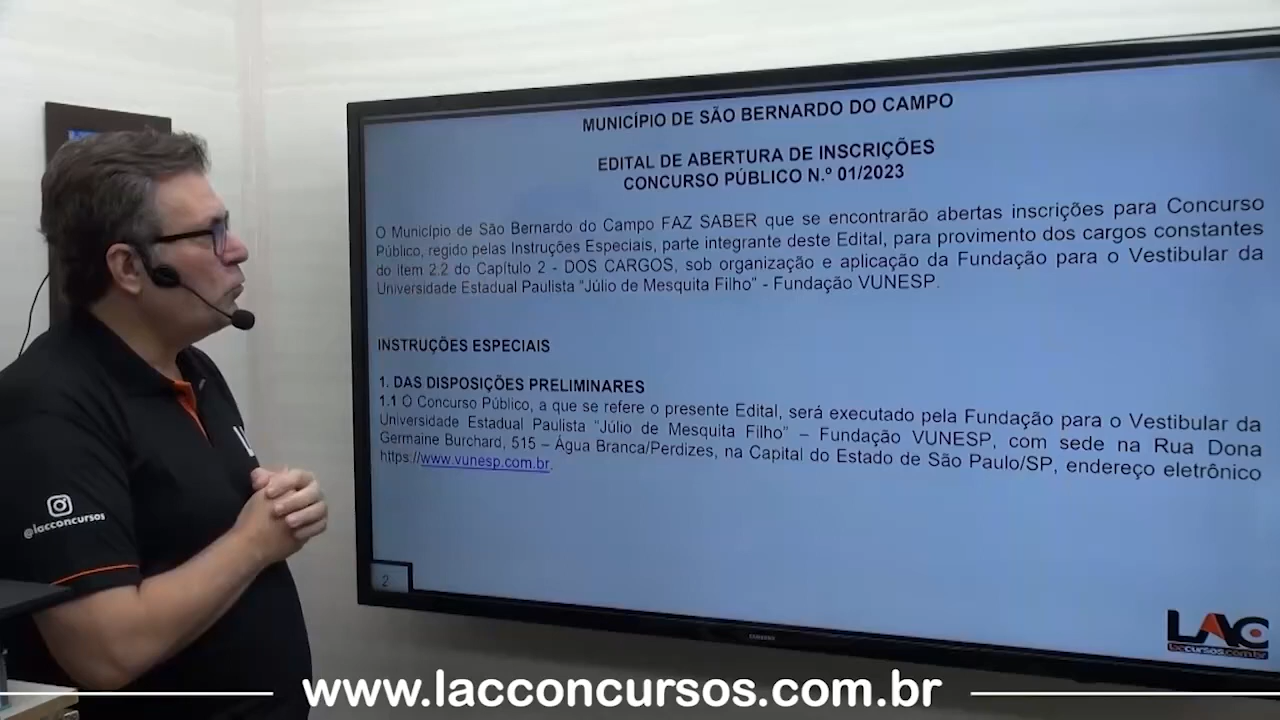 MUNICÍPIO DE SÃO BERNARDO DO CAMPO
EDITAL DE ABERTURA DE INSCRIÇÕES
CONCURSO PÚBLICO N.º 01/2023
O Município de São Bernardo do Campo FAZ SABER que se encontrarão abertas inscrições para Concurso
Público, regido pelas Instruções Especiais, parte integrante deste Edital, para provimento dos cargos constantes
do item 2.2 do Capítulo 2 - DOS CARGOS, sob organização e aplicação da Fundação para o Vestibular da
Universidade Estadual Paulista "Júlio de Mesquita Filho" - Fundação VUNESP.
INSTRUÇÕES ESPECIAIS
1. DAS DISPOSIÇÕES PRELIMINARES
1.1 O Concurso Público, a que se refere o presente Edital, será executado pela Fundação para o Vestibular da
Universidade Estadual Paulista "Júlio de Mesquita Filho" – Fundação VUNESP, com sede na Rua Dona
Germaine Burchard, 515 – Água Branca/Perdizes, na Capital do Estado de São Paulo/SP, endereço eletrônico
https://www.vunesp.com.br.
2
SAMSUNG
LAC
laccursos.com.br
@lacconcursos
www.lacconcursos.com.br